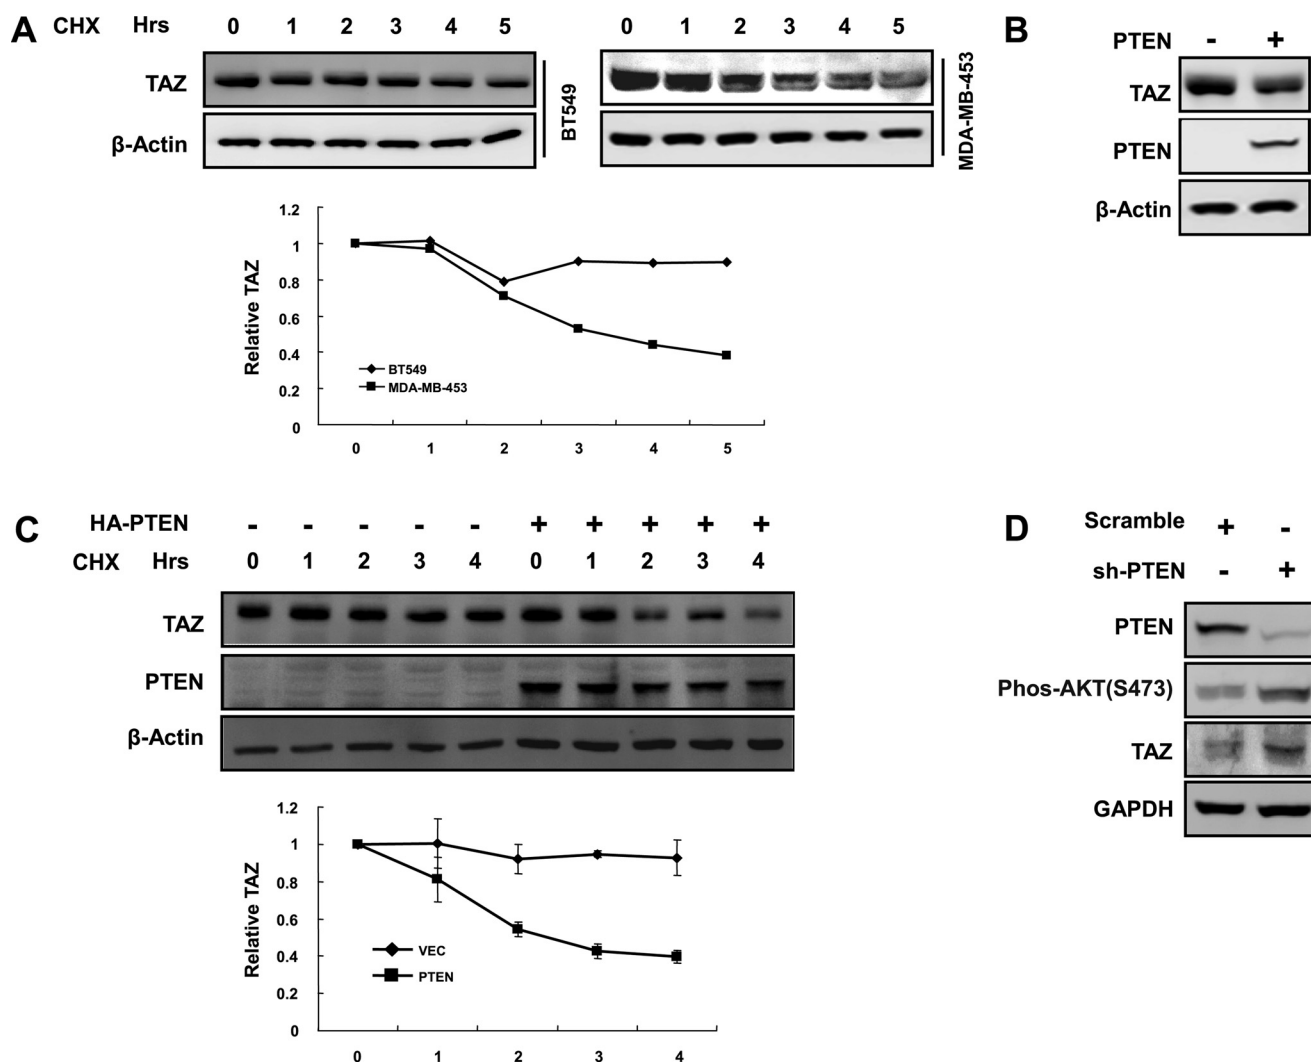 A CHX Hrs 0 1 2 3 4 5 0 1 2 3 4 5
TAZ
β-Actin
BT549
MDA-MB-453
1.2
1
0.8
0.6
0.4
0.2
0
Relative TAZ
BT549
MDA-MB-453
0 1 2 3 4 5
B PTEN - +
TAZ
PTEN
β-Actin
C HA-PTEN - - - - - + + + + +
CHX Hrs 0 1 2 3 4 0 1 2 3 4
TAZ
PTEN
β-Actin
1.2
1
0.8
0.6
0.4
0.2
0
Relative TAZ
VEC
PTEN
0 1 2 3 4
D Scramble + -
sh-PTEN - +
PTEN
Phos-AKT(S473)
TAZ
GAPDH